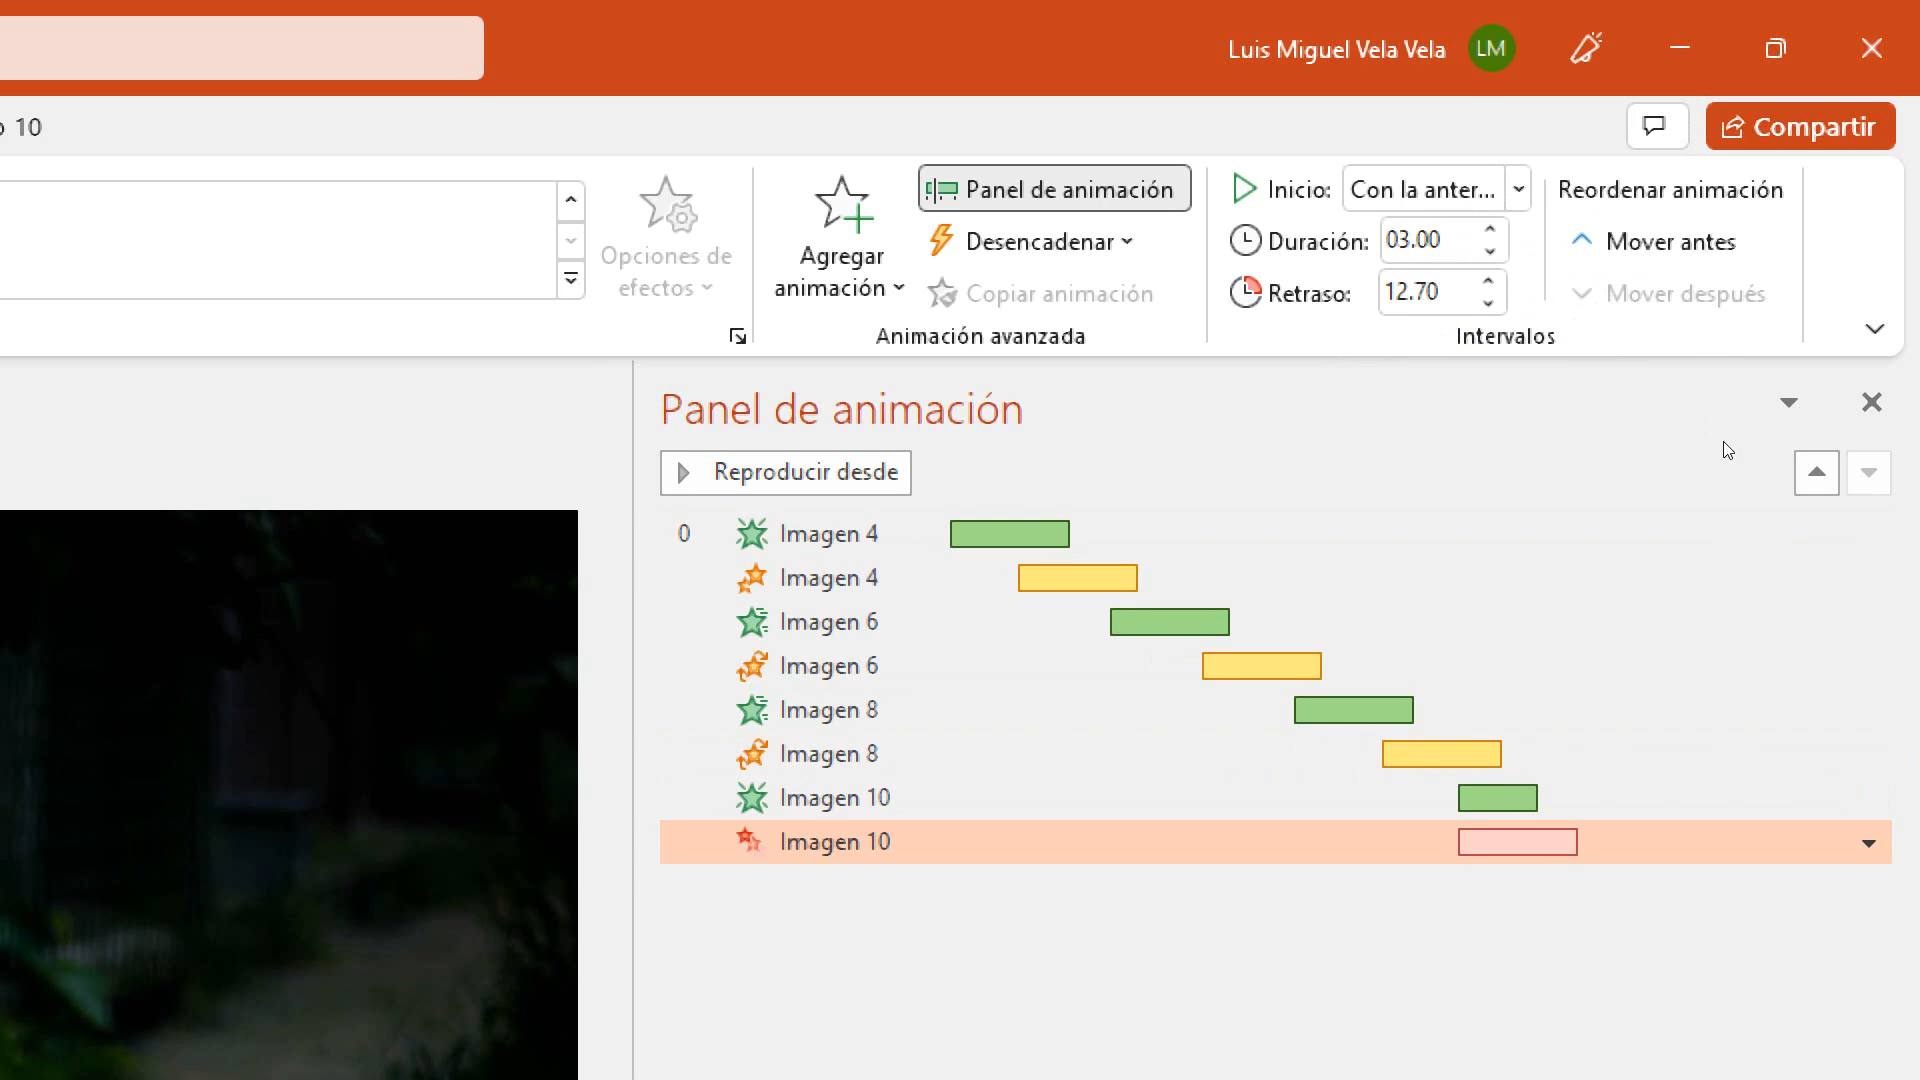 Luis Miguel Vela Vela LM
10
Compartir
Opciones de
efectos
Agregar
animación
Panel de animación
Desencadenar
Copiar animación
Animación avanzada
Inicio: Con la anter...
Duración: 03.00
Retraso: 12.70
Reordenar animación
Mover antes
Mover después
Intervalos
Panel de animación
Reproducir desde
0 Imagen 4
Imagen 4
Imagen 6
Imagen 6
Imagen 8
Imagen 8
Imagen 10
Imagen 10